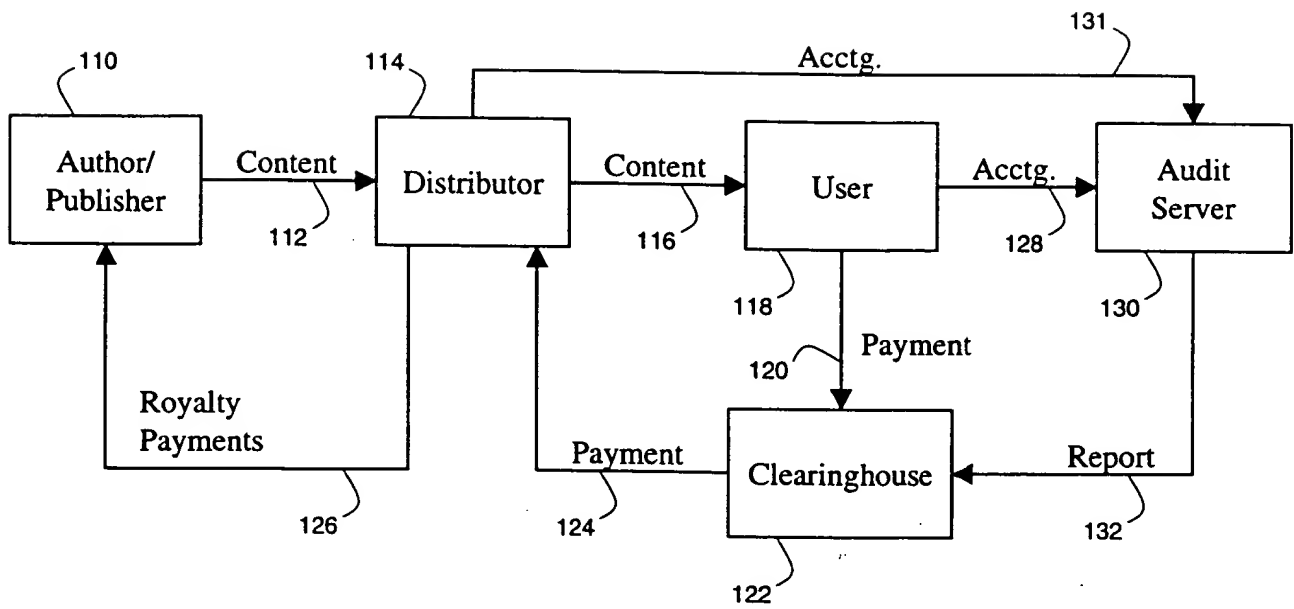 131
Acctg.
110
114
Author/
Publisher
Content
112
Distributor
Content
116
User
118
Acctg.
128
Audit
Server
130
120
Payment
Royalty
Payments
126
Payment
124
Clearinghouse
122
Report
132